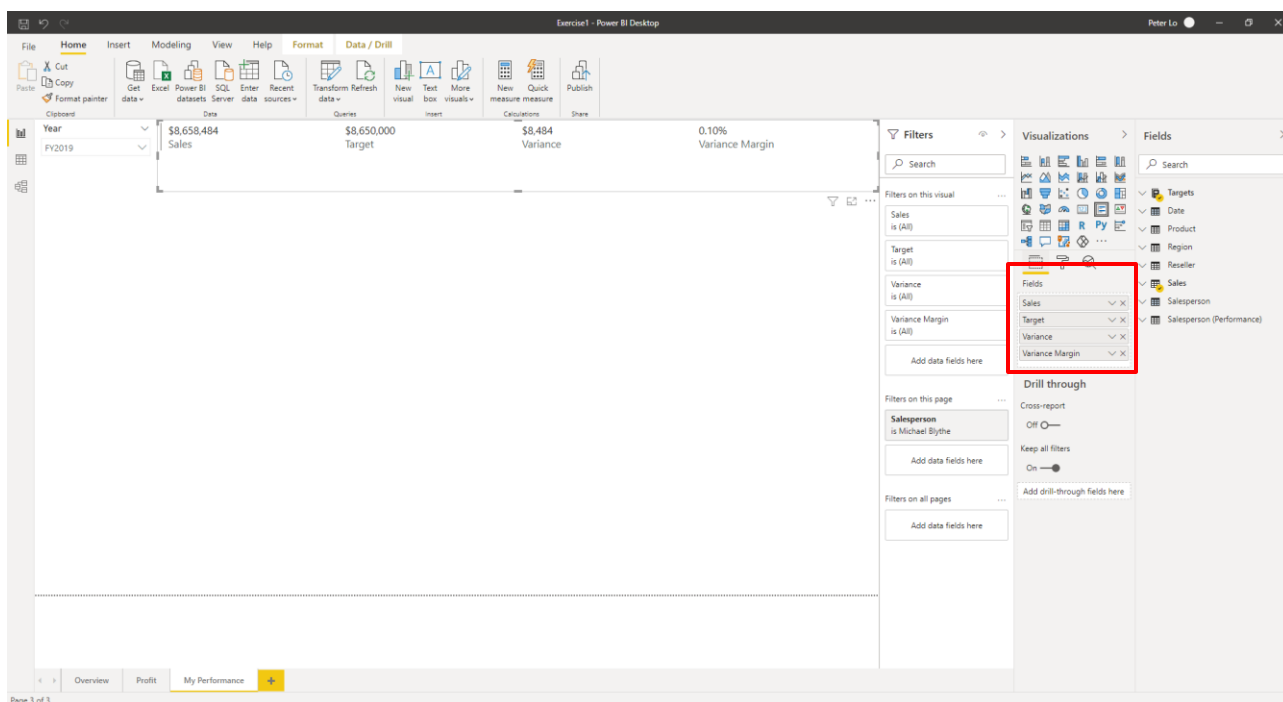 Exercise1 - Power BI Desktop
Peter Lo
File Home Insert Modeling View Help Format Data / Drill
Paste
Cut
Copy
Format painter
Clipboard
Get data
Excel
Power BI datasets
SQL Server
Enter data
Recent sources
Data
Transform data
Refresh
Queries
New visual
Text box
More visuals
Insert
New measure
Quick measure
Calculations
Publish
Share
Year
FY2019
$8,658,484 $8,650,000 $8,484 0.10%
Sales Target Variance Variance Margin
Filters
Search
Filters on this visual
Sales
is (All)
Target
is (All)
Variance
is (All)
Variance Margin
is (All)
Add data fields here
Filters on this page
Salesperson
is Michael Blythe
Add data fields here
Filters on all pages
Add data fields here
Visualizations
R Py
Fields
Sales
Target
Variance
Variance Margin
Drill through
Cross-report
Off
Keep all filters
On
Add drill-through fields here
Fields
Search
Targets
Date
Product
Region
Reseller
Sales
Salesperson
Salesperson (Performance)
Overview Profit My Performance
Page 3 of 3